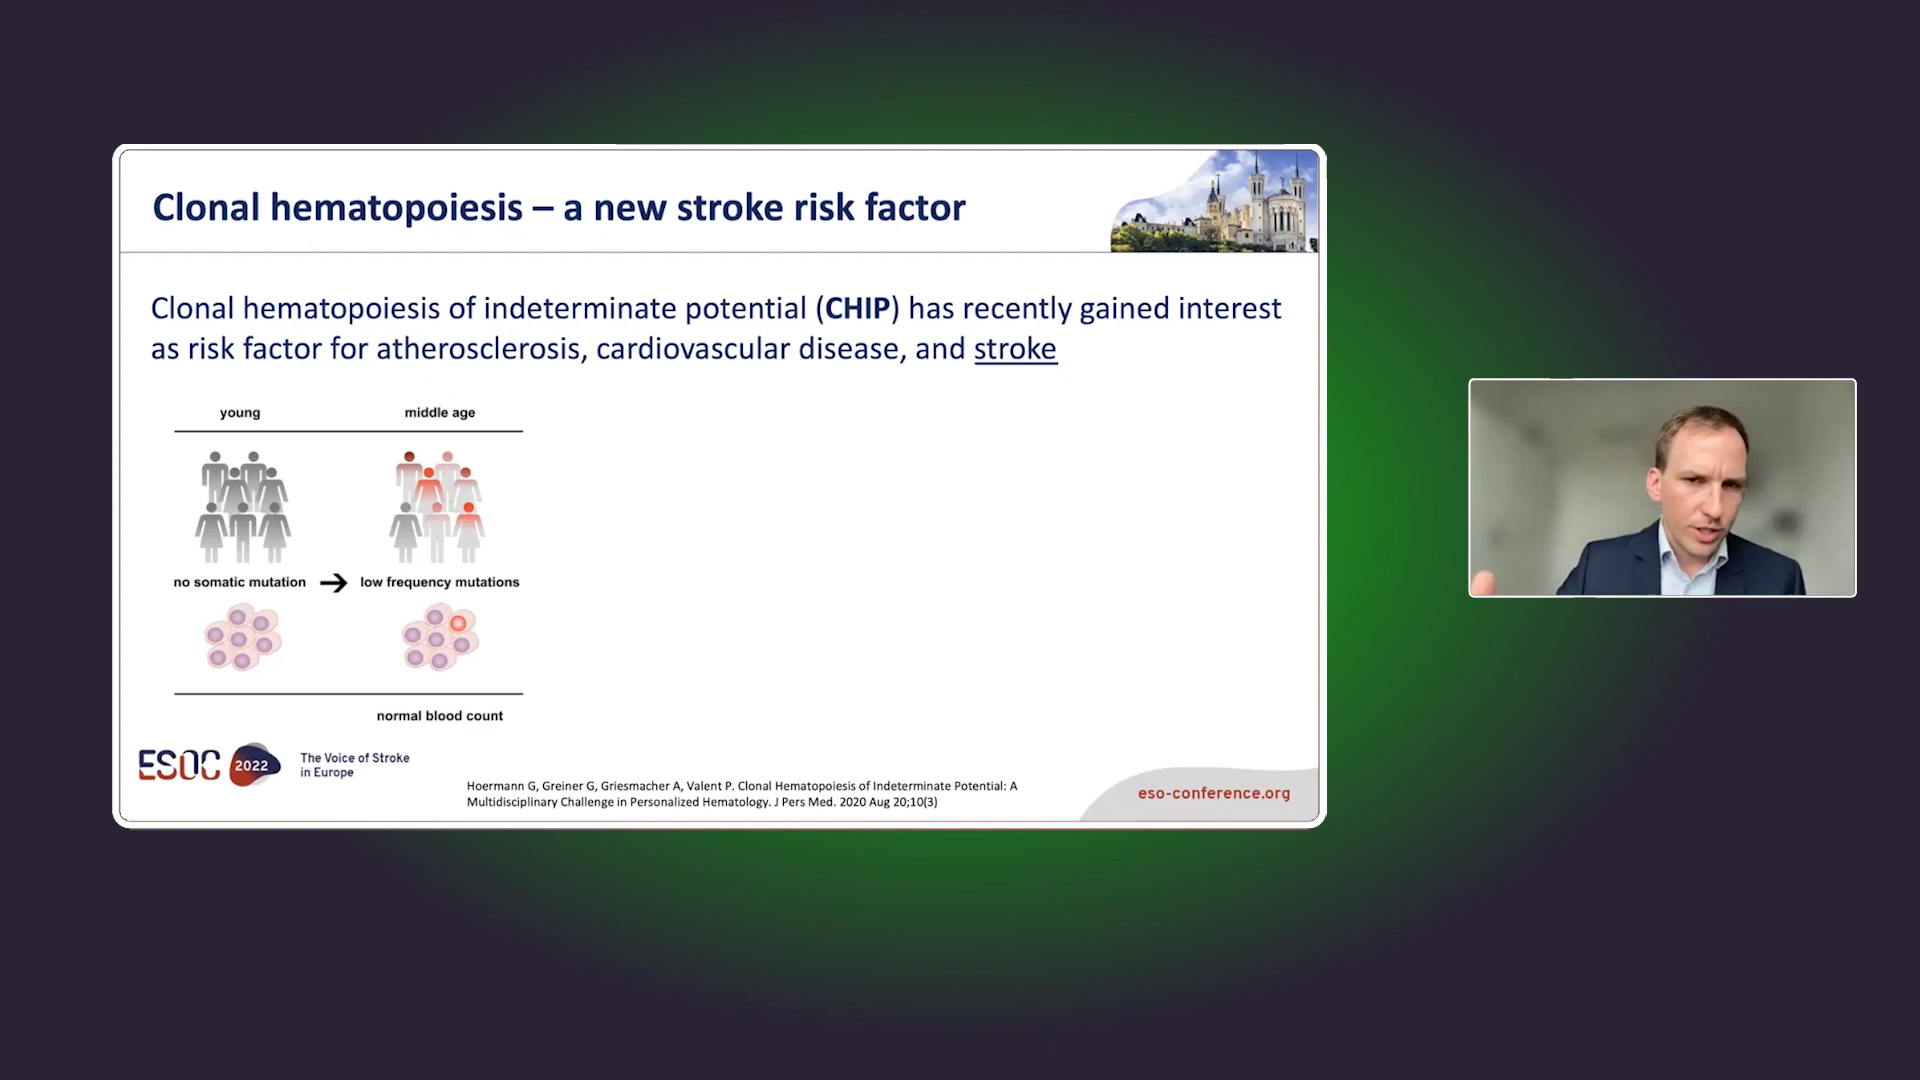 Clonal hematopoiesis – a new stroke risk factor
Clonal hematopoiesis of indeterminate potential (CHIP) has recently gained interest
as risk factor for atherosclerosis, cardiovascular disease, and stroke
young
middle age
no somatic mutation
low frequency mutations
normal blood count
ESOC 2022
The Voice of Stroke
in Europe
Hoermann G, Greiner G, Griesmacher A, Valent P. Clonal Hematopoiesis of Indeterminate Potential: A
Multidisciplinary Challenge in Personalized Hematology. J Pers Med. 2020 Aug 20;10(3)
eso-conference.org